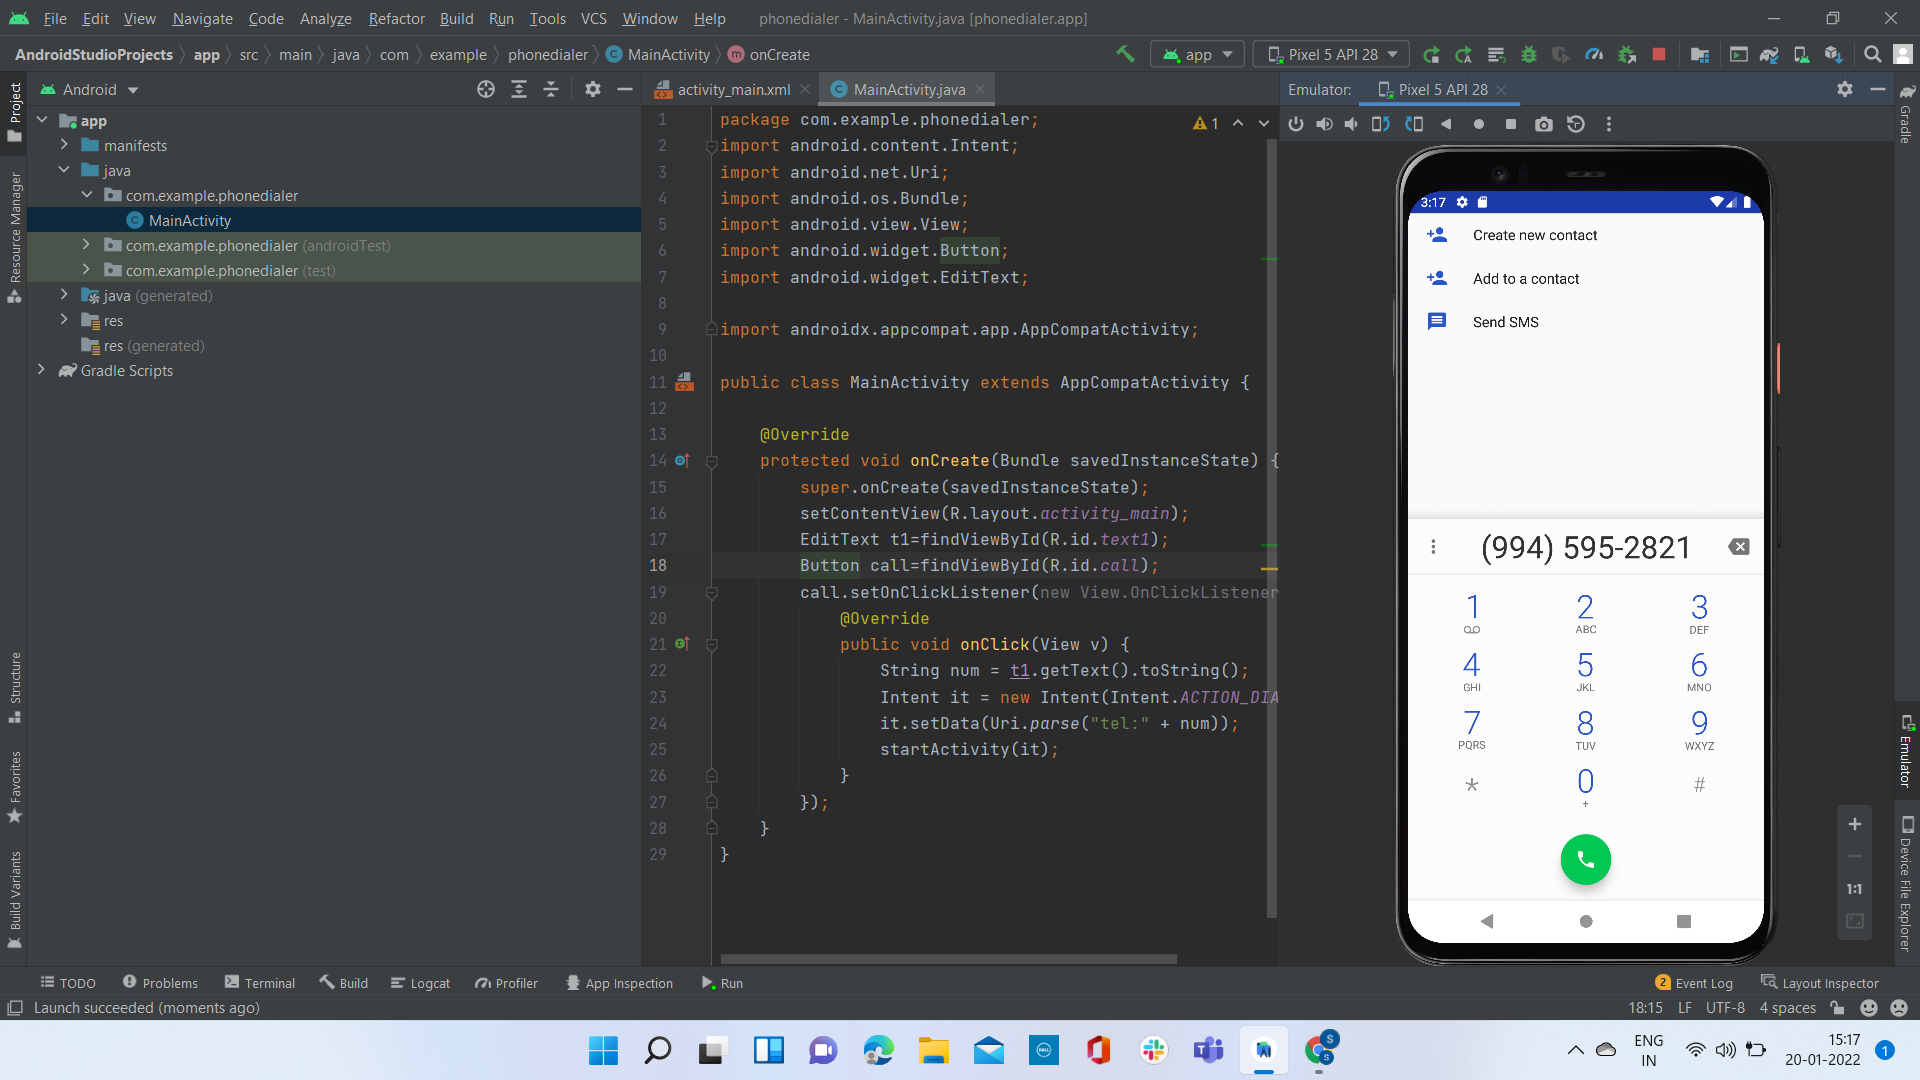 File Edit View Navigate Code Analyze Refactor Build Run Tools VCS Window Help phonedialer - MainActivity.java [phonedialer.app]
AndroidStudioProjects app src main java com example phonedialer MainActivity onCreate
app
Pixel 5 API 28
Android
activity_main.xml
MainActivity.java
Emulator: Pixel 5 API 28
Project
Resource Manager
Structure
Favorites
Build Variants
app
manifests
java
com.example.phonedialer
MainActivity
com.example.phonedialer (androidTest)
com.example.phonedialer (test)
java (generated)
res
res (generated)
Gradle Scripts
1
1 package com.example.phonedialer;
2 import android.content.Intent;
3 import android.net.Uri;
4 import android.os.Bundle;
5 import android.view.View;
6 import android.widget.Button;
7 import android.widget.EditText;
8
9 import androidx.appcompat.app.AppCompatActivity;
10
11 public class MainActivity extends AppCompatActivity {
12
13 @Override
14 protected void onCreate(Bundle savedInstanceState) {
15 super.onCreate(savedInstanceState);
16 setContentView(R.layout.activity_main);
17 EditText t1=findViewById(R.id.text1);
18 Button call=findViewById(R.id.call);
19 call.setOnClickListener(new View.OnClickListener
20 @Override
21 public void onClick(View v) {
22 String num = t1.getText().toString();
23 Intent it = new Intent(Intent.ACTION_DIA
24 it.setData(Uri.parse("tel:" + num));
25 startActivity(it);
26 }
27 });
28 }
29 }
3:17
Create new contact
Add to a contact
Send SMS
(994) 595-2821
1 2 3
ABC DEF
4 5 6
GHI JKL MNO
7 8 9
PQRS TUV WXYZ
* 0 #
+
1:1
Gradle
Emulator
Device File Explorer
TODO Problems Terminal Build Logcat Profiler App Inspection Run
2 Event Log Layout Inspector
Launch succeeded (moments ago)
18:15 LF UTF-8 4 spaces
DELL
S
S
ENG
IN
15:17
20-01-2022
1